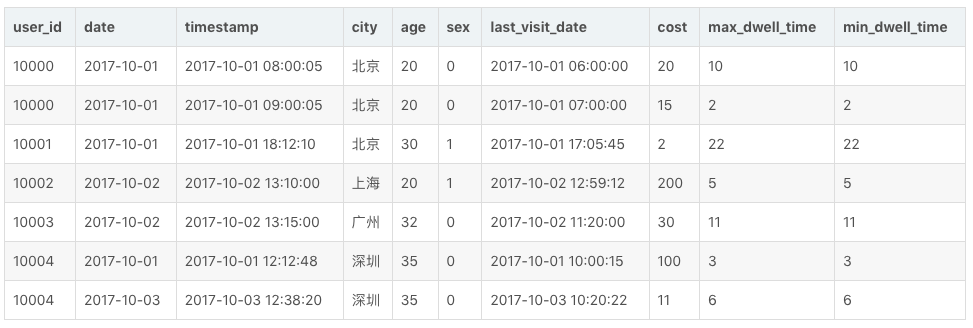 user_id date timestamp city age sex last_visit_date cost max_dwell_time min_dwell_time
10000 2017-10-01 2017-10-01 08:00:05 北京 20 0 2017-10-01 06:00:00 20 10 10
10000 2017-10-01 2017-10-01 09:00:05 北京 20 0 2017-10-01 07:00:00 15 2 2
10001 2017-10-01 2017-10-01 18:12:10 北京 30 1 2017-10-01 17:05:45 2 22 22
10002 2017-10-02 2017-10-02 13:10:00 上海 20 1 2017-10-02 12:59:12 200 5 5
10003 2017-10-02 2017-10-02 13:15:00 广州 32 0 2017-10-02 11:20:00 30 11 11
10004 2017-10-01 2017-10-01 12:12:48 深圳 35 0 2017-10-01 10:00:15 100 3 3
10004 2017-10-03 2017-10-03 12:38:20 深圳 35 0 2017-10-03 10:20:22 11 6 6